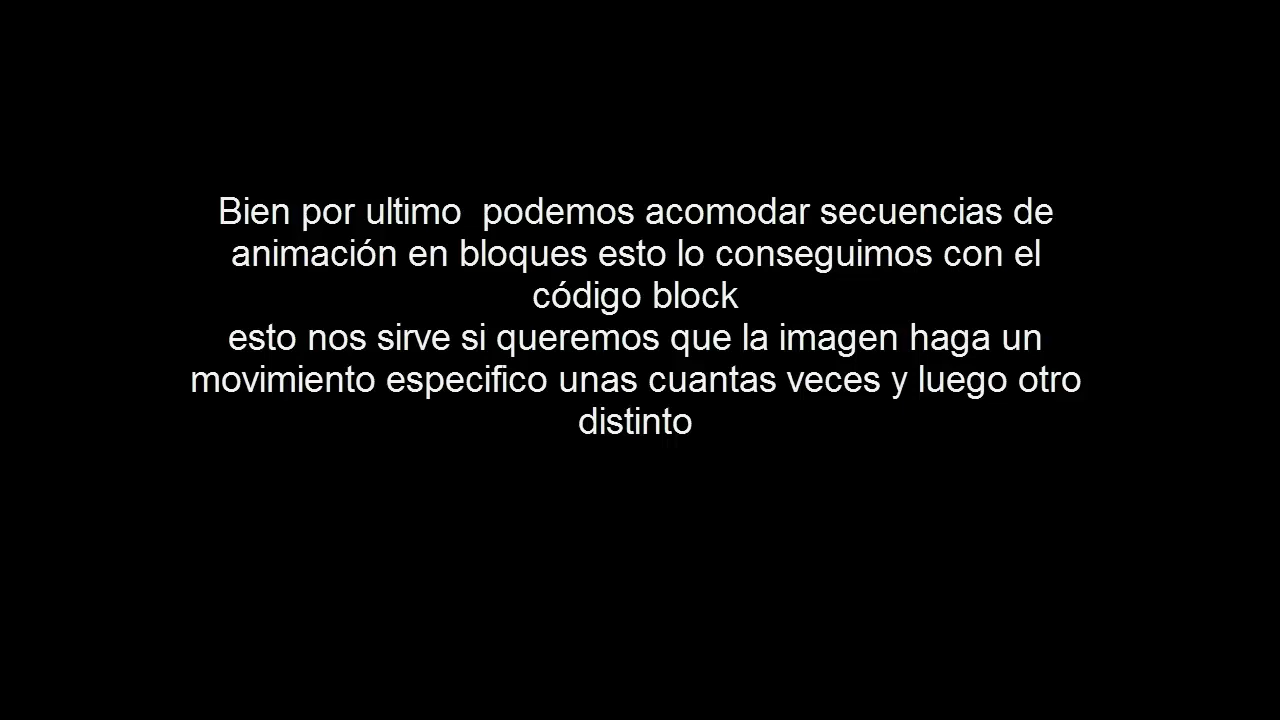 Bien por ultimo  podemos acomodar secuencias de
animación en bloques esto lo conseguimos con el
código block
esto nos sirve si queremos que la imagen haga un
movimiento especifico unas cuantas veces y luego otro
distinto